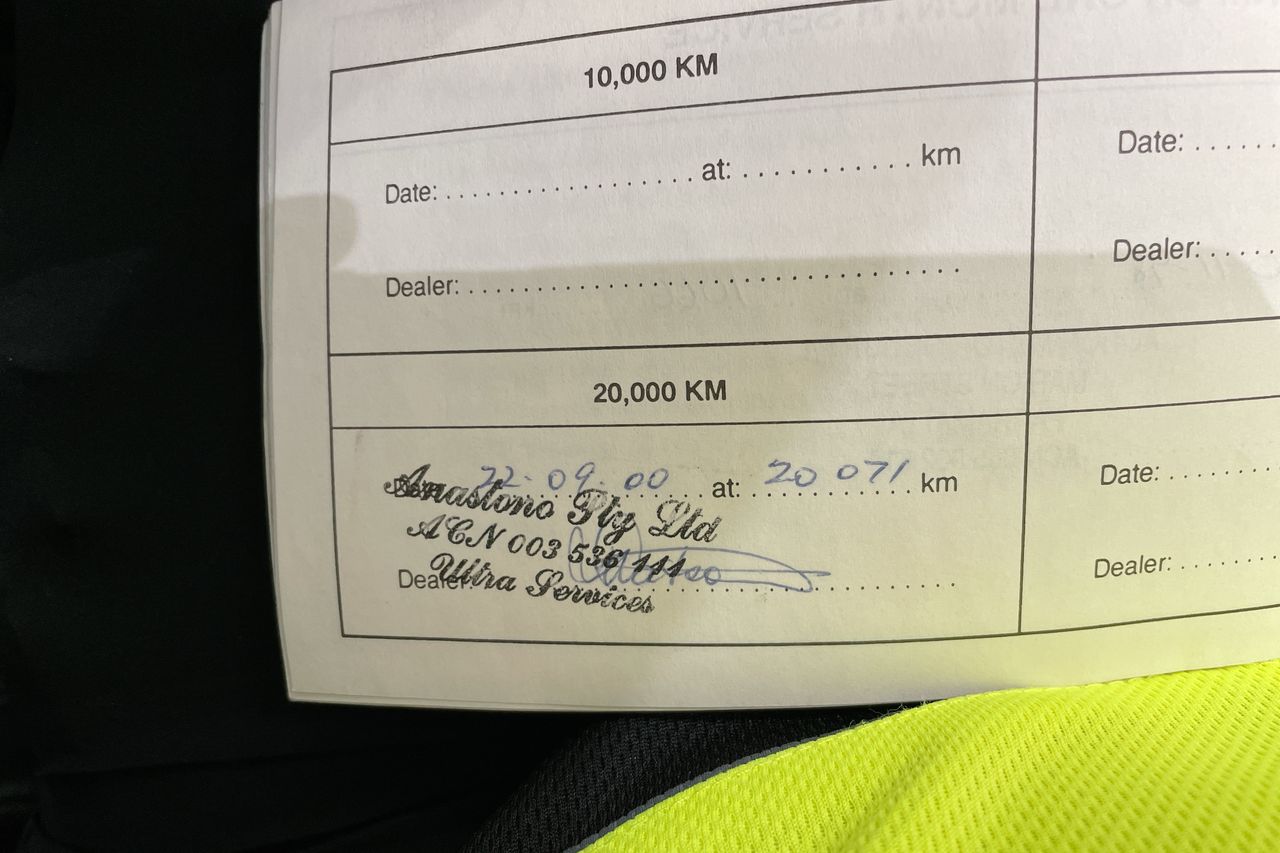 10,000 KM
Date: .................. at: ........... km
Date: ......
Dealer: ..............................
Dealer: .....
20,000 KM
22.09.00 at: 20 071 km
Date: ......
Anastono Pty Ltd
ACN 003 536 111
Dealer:
Ultra Services
Dealer: .......